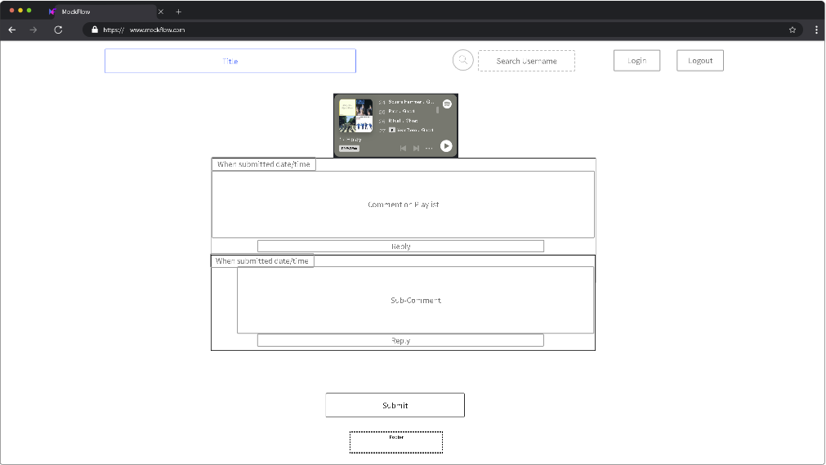 Mockflow
https:// www.mockflow.com
Title
Search Username
Login
Logout
When submitted date/time
Comment on Playlist
Reply
When submitted date/time
Sub-Comment
Reply
Submit
Footer